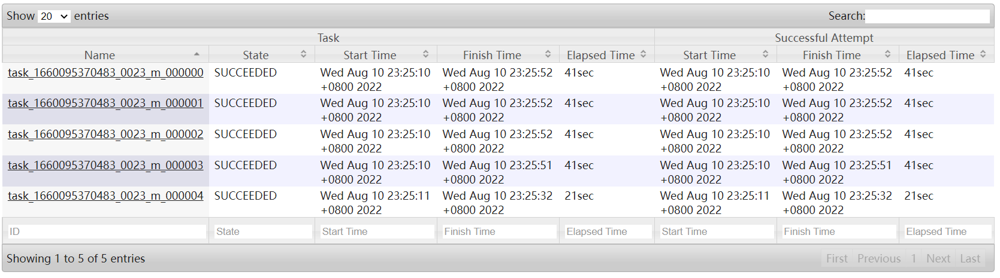 Show 20 entries Search:
Task Successful Attempt
Name State Start Time Finish Time Elapsed Time Start Time Finish Time Elapsed Time
task_1660095370483_0023_m_000000 SUCCEEDED Wed Aug 10 23:25:10 Wed Aug 10 23:25:52 41sec Wed Aug 10 23:25:10 Wed Aug 10 23:25:52 41sec
+0800 2022 +0800 2022 +0800 2022 +0800 2022
task_1660095370483_0023_m_000001 SUCCEEDED Wed Aug 10 23:25:10 Wed Aug 10 23:25:52 41sec Wed Aug 10 23:25:10 Wed Aug 10 23:25:52 41sec
+0800 2022 +0800 2022 +0800 2022 +0800 2022
task_1660095370483_0023_m_000002 SUCCEEDED Wed Aug 10 23:25:10 Wed Aug 10 23:25:52 41sec Wed Aug 10 23:25:10 Wed Aug 10 23:25:52 41sec
+0800 2022 +0800 2022 +0800 2022 +0800 2022
task_1660095370483_0023_m_000003 SUCCEEDED Wed Aug 10 23:25:10 Wed Aug 10 23:25:51 41sec Wed Aug 10 23:25:10 Wed Aug 10 23:25:51 41sec
+0800 2022 +0800 2022 +0800 2022 +0800 2022
task_1660095370483_0023_m_000004 SUCCEEDED Wed Aug 10 23:25:11 Wed Aug 10 23:25:32 21sec Wed Aug 10 23:25:11 Wed Aug 10 23:25:32 21sec
+0800 2022 +0800 2022 +0800 2022 +0800 2022
ID State Start Time Finish Time Elapsed Time Start Time Finish Time Elapsed Time
Showing 1 to 5 of 5 entries First Previous 1 Next Last